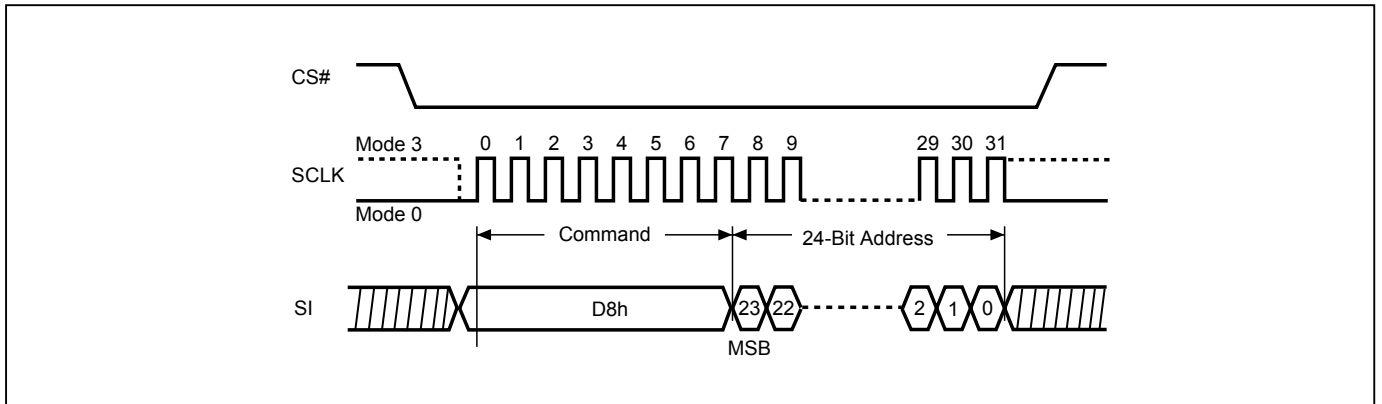 CS#
Mode 3
0 1 2 3 4 5 6 7 8 9 29 30 31
SCLK
Mode 0
Command 24-Bit Address
SI D8h 23 22 2 1 0
MSB